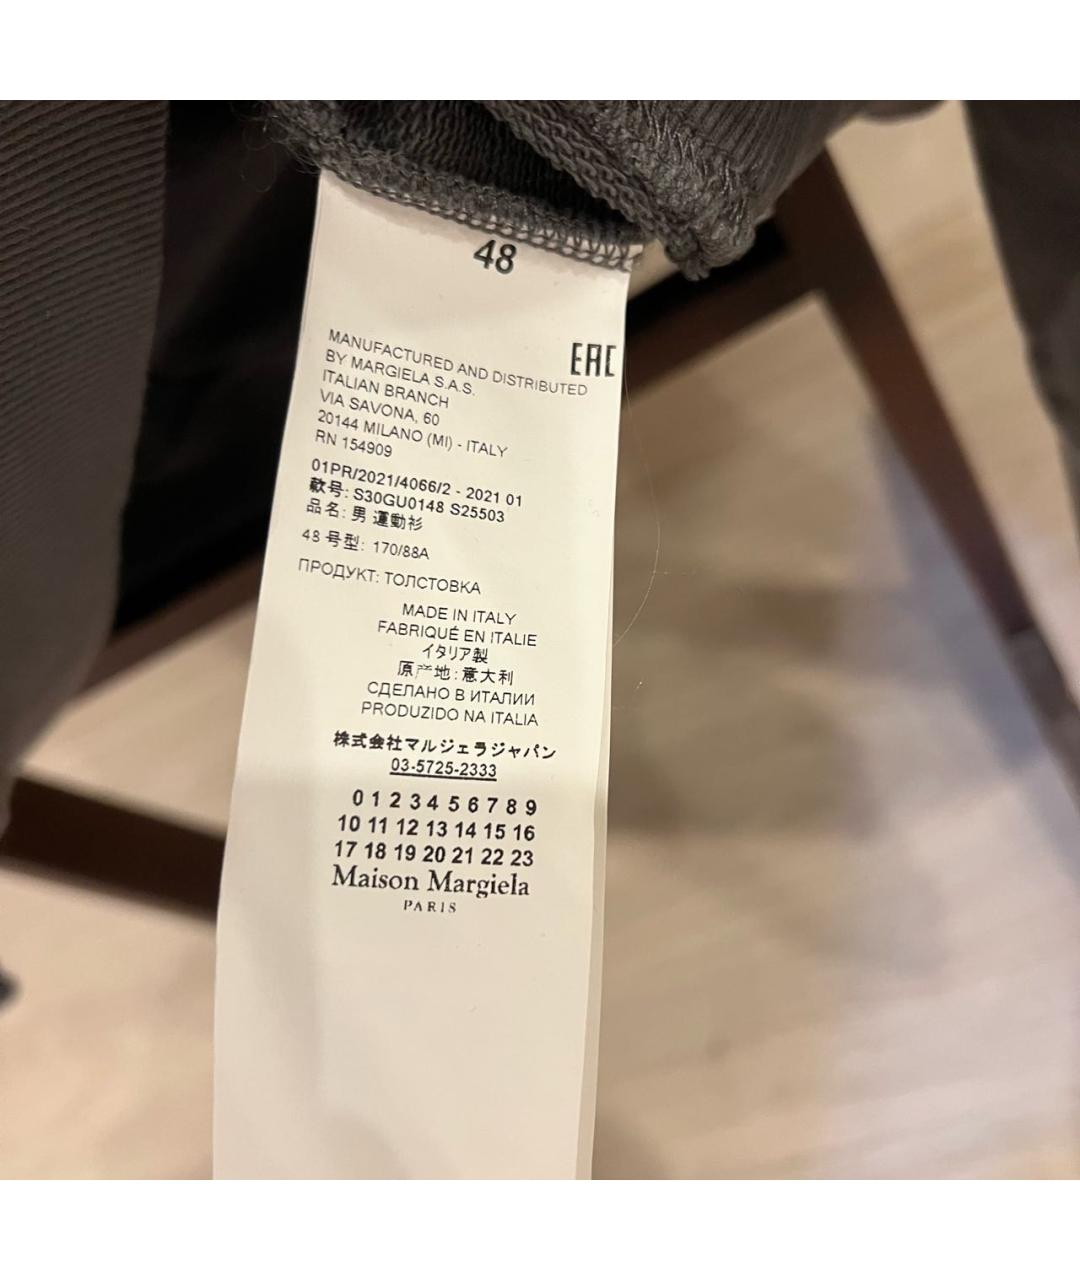 48
EAC
MANUFACTURED AND DISTRIBUTED
BY MARGIELA S.A.S.
ITALIAN BRANCH
VIA SAVONA, 60
20144 MILANO (MI) - ITALY
RN 154909
01PR/2021/4066/2 - 2021 01
款号: S30GU0148 S25503
品名: 男 運動衫
48 号型: 170/88A
ПРОДУКТ: ТОЛСТОВКА
MADE IN ITALY
FABRIQUÉ EN ITALIE
イタリア製
原产地: 意大利
СДЕЛАНО В ИТАЛИИ
PRODUZIDO NA ITALIA
株式会社マルジェラジャパン
03-5725-2333
0 1 2 3 4 5 6 7 8 9
10 11 12 13 14 15 16
17 18 19 20 21 22 23
Maison Margiela
PARIS